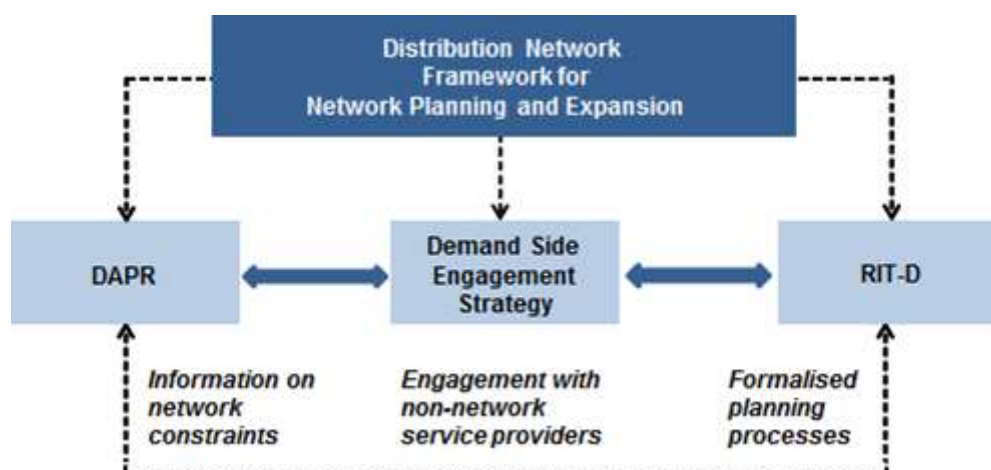 Distribution Network
Framework for
Network Planning and Expansion
DAPR
Demand Side
Engagement
Strategy
RIT-D
Information on
network
constraints
Engagement with
non-network
service providers
Formalised
planning
processes